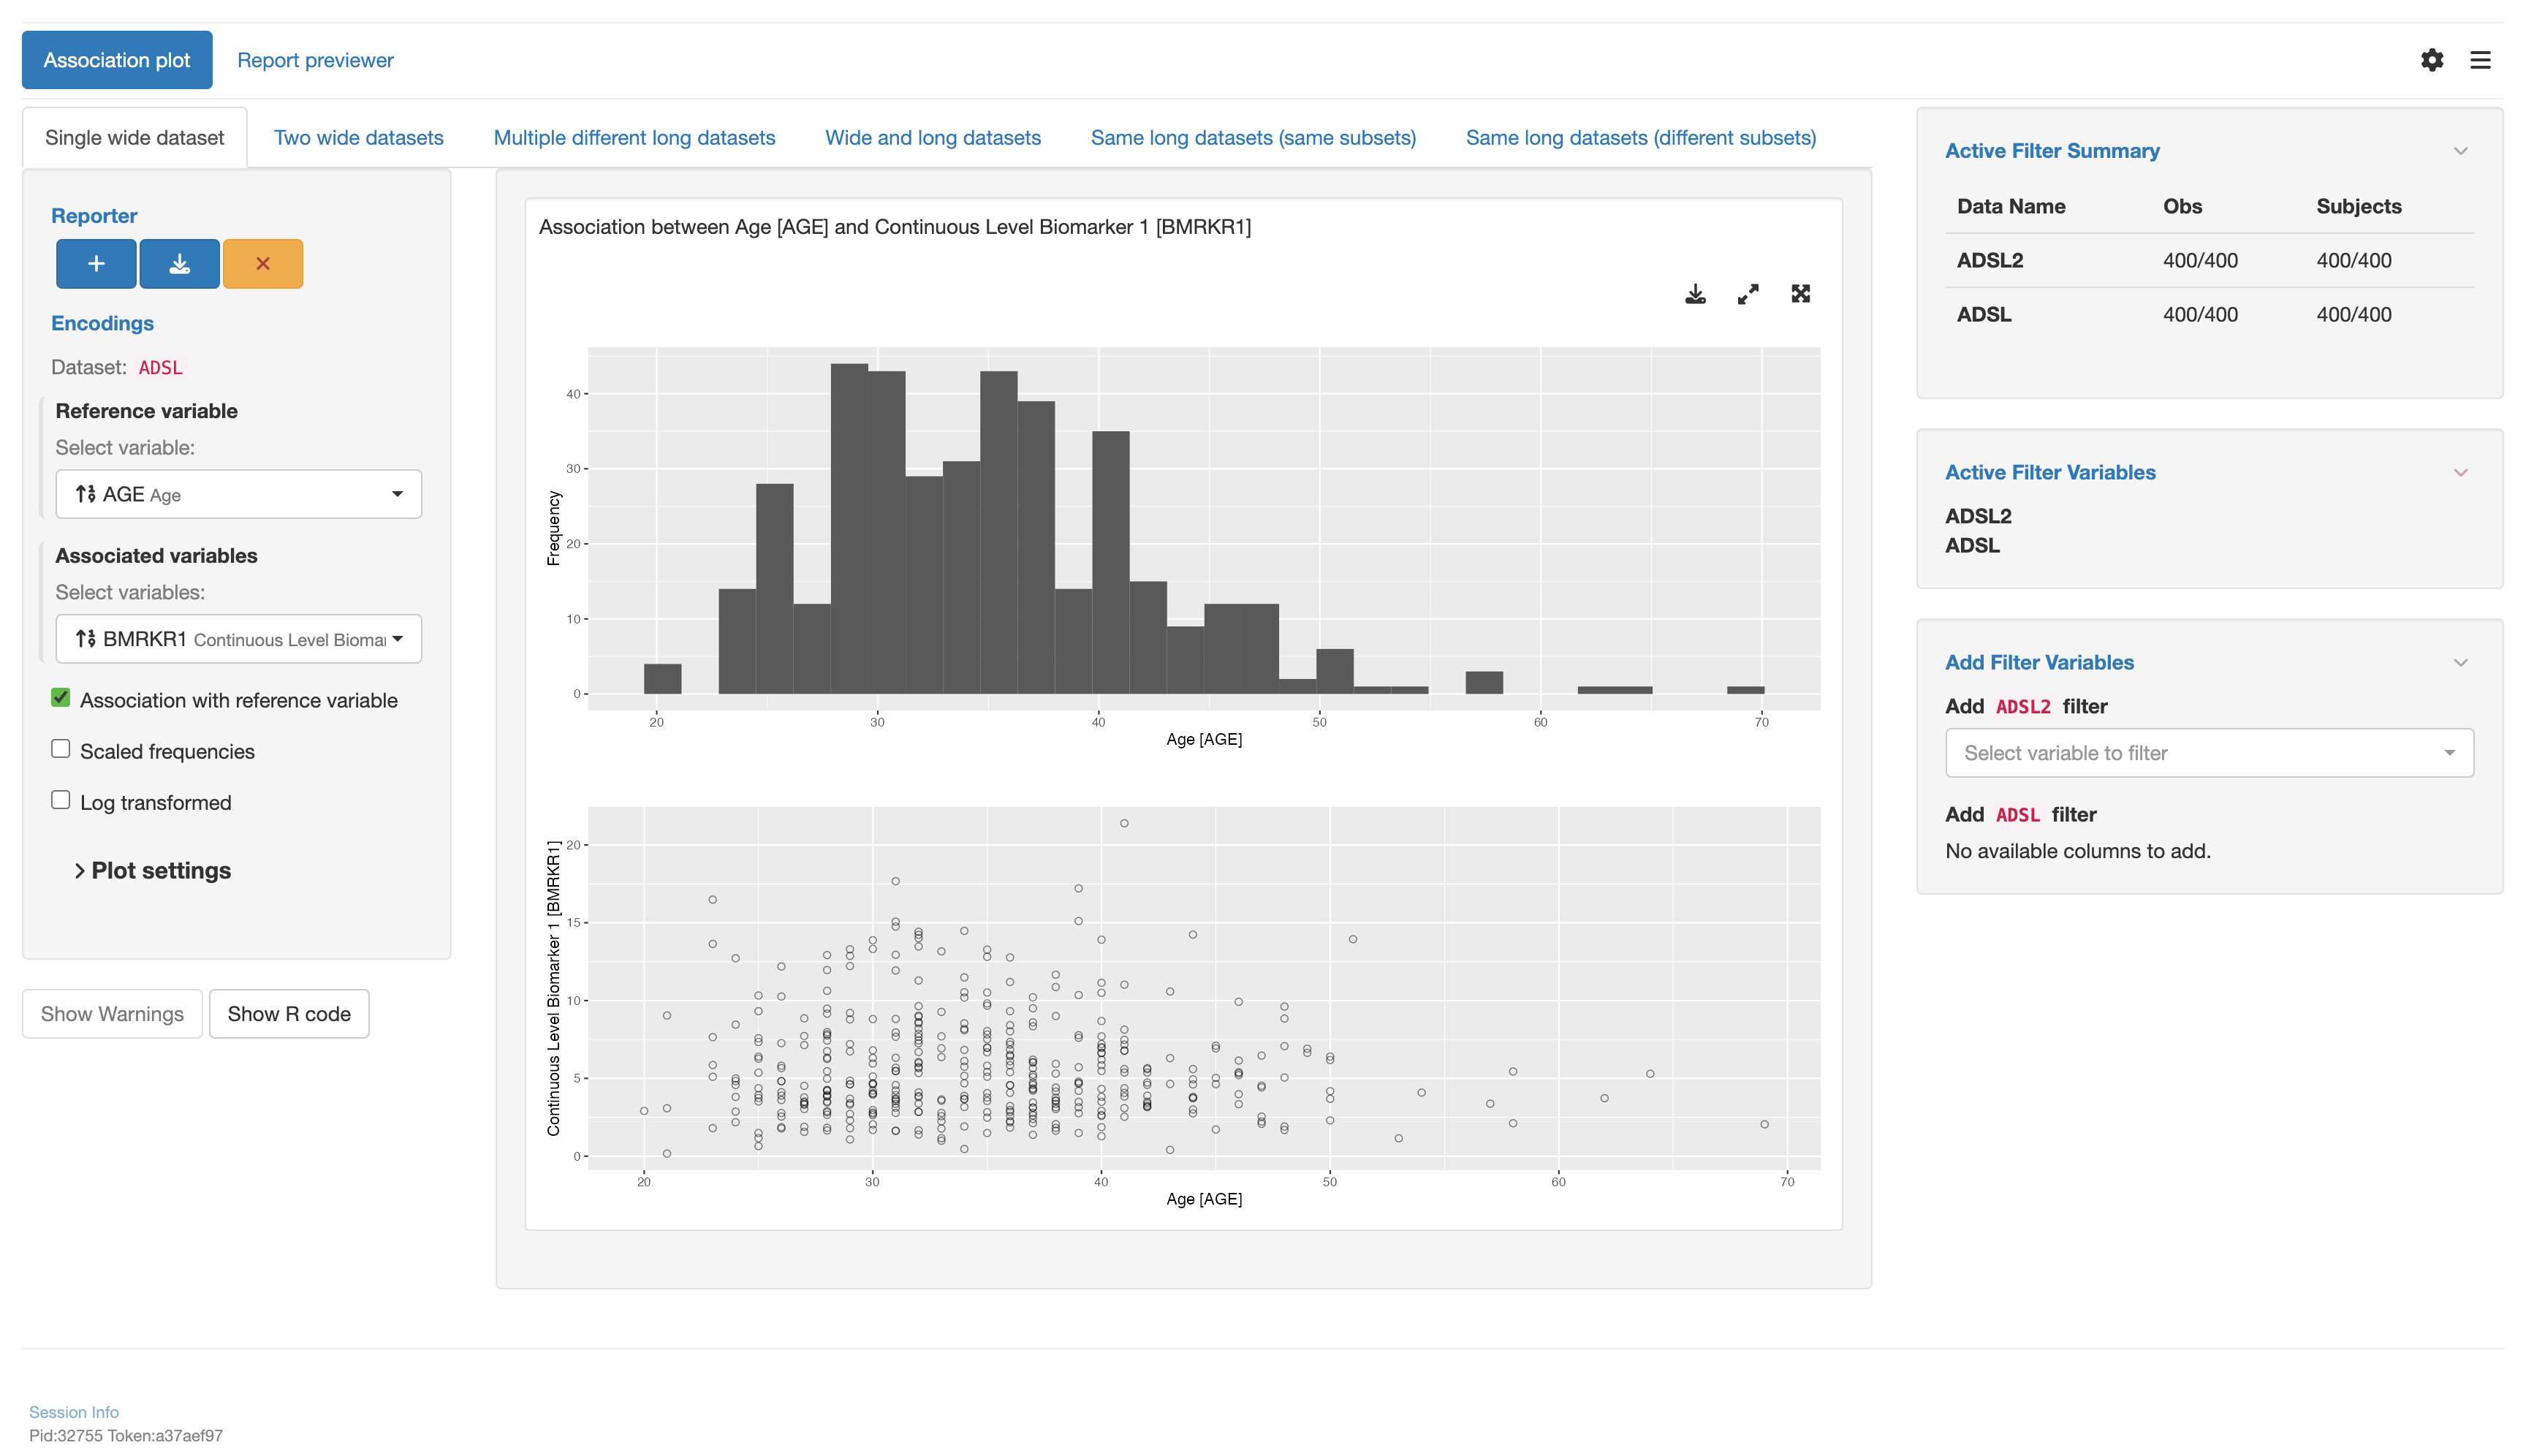 Association plot
Report previewer
Single wide dataset
Two wide datasets
Multiple different long datasets
Wide and long datasets
Same long datasets (same subsets)
Same long datasets (different subsets)
Reporter
Encodings
Dataset: ADSL
Reference variable
Select variable:
AGE Age
Associated variables
Select variables:
BMRKR1 Continuous Level Biomar
Association with reference variable
Scaled frequencies
Log transformed
Plot settings
Show Warnings
Show R code
Association between Age [AGE] and Continuous Level Biomarker 1 [BMRKR1]
Frequency
40
30
20
10
0
20 30 40 50 60 70
Age [AGE]
Continuous Level Biomarker 1 [BMRKR1]
20
15
10
5
0
20 30 40 50 60 70
Age [AGE]
Active Filter Summary
Data Name Obs Subjects
ADSL2 400/400 400/400
ADSL 400/400 400/400
Active Filter Variables
ADSL2
ADSL
Add Filter Variables
Add ADSL2 filter
Select variable to filter
Add ADSL filter
No available columns to add.
Session Info
Pid:32755 Token:a37aef97